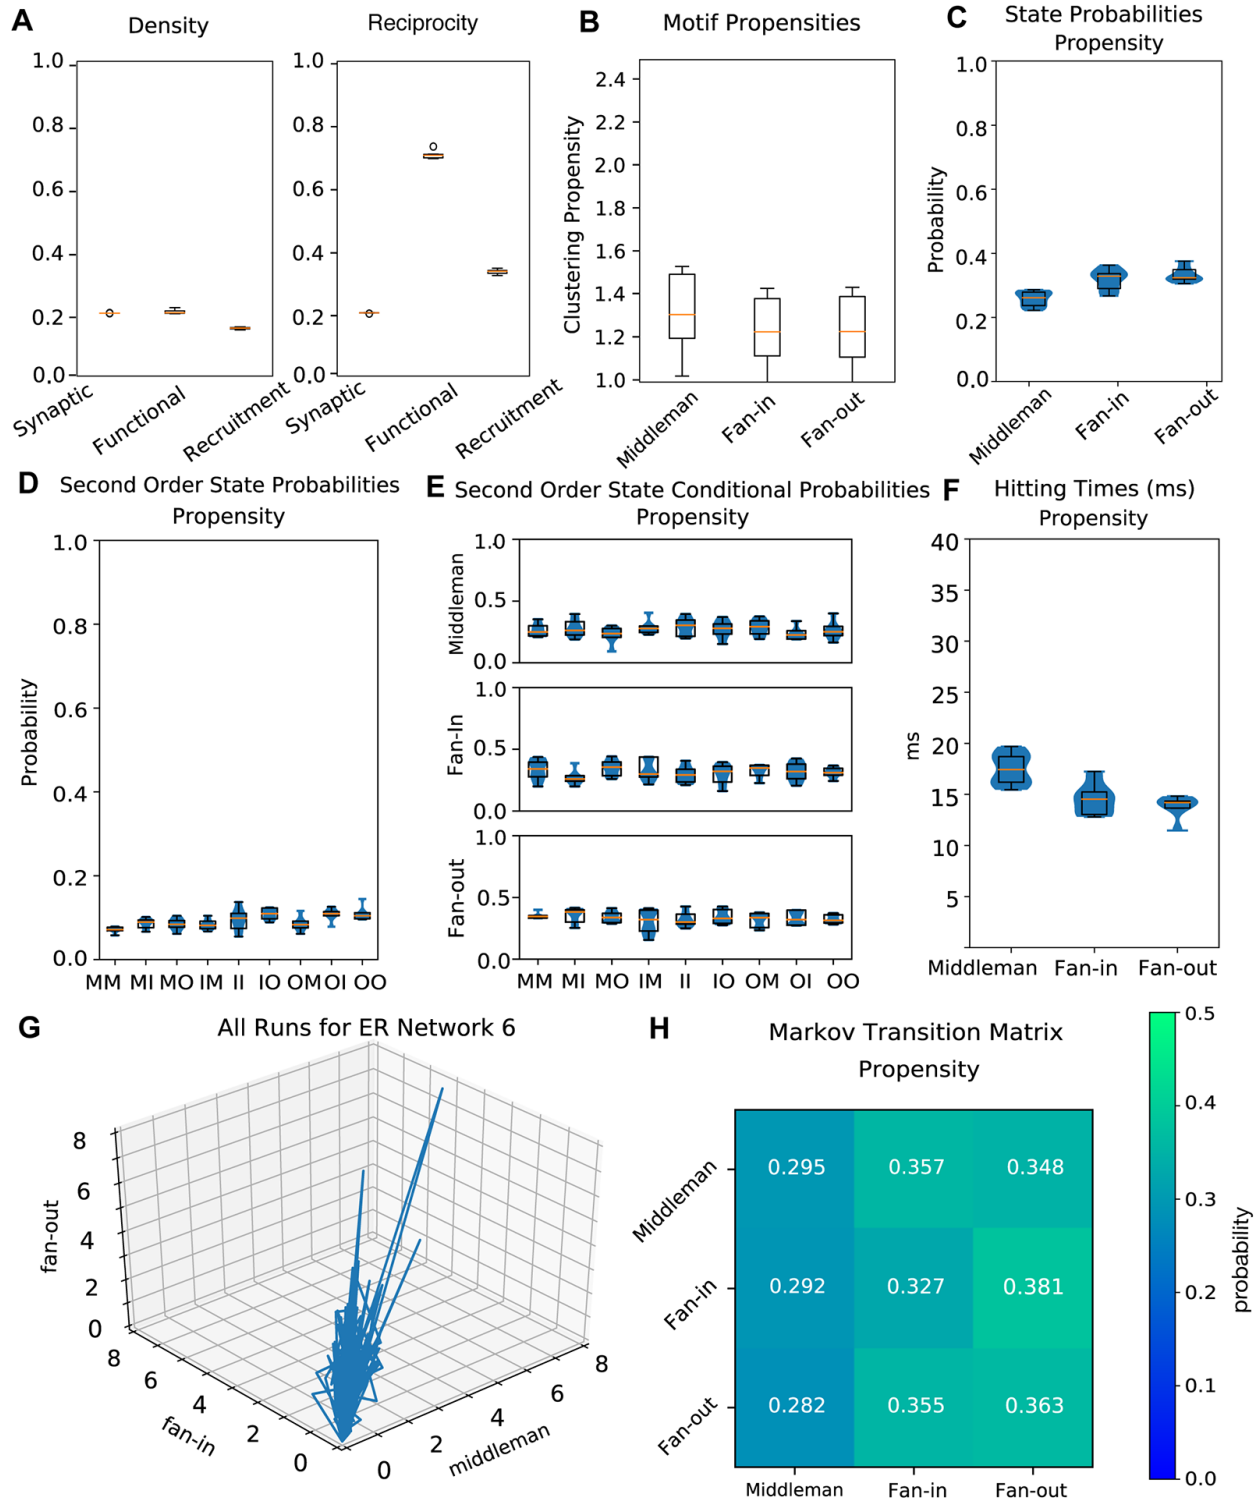 A
Density
Reciprocity
1.0
0.8
0.6
0.4
0.2
0.0
Synaptic
Functional
Recruitment
1.0
0.8
0.6
0.4
0.2
0.0
Synaptic
Functional
Recruitment
B
Motif Propensities
Clustering Propensity
2.4
2.2
2.0
1.8
1.6
1.4
1.2
1.0
Middleman
Fan-in
Fan-out
C
State Probabilities
Propensity
Probability
1.0
0.8
0.6
0.4
0.2
0.0
Middleman
Fan-in
Fan-out
D
Second Order State Probabilities
Propensity
Probability
1.0
0.8
0.6
0.4
0.2
0.0
MM MI MO IM II IO OM OI OO
E
Second Order State Conditional Probabilities
Propensity
Middleman
1.0
0.5
0.0
Fan-In
1.0
0.5
0.0
Fan-out
1.0
0.5
0.0
MM MI MO IM II IO OM OI OO
F
Hitting Times (ms)
Propensity
ms
40
35
30
25
20
15
10
5
Middleman Fan-in Fan-out
G
All Runs for ER Network 6
fan-out
8
6
4
2
0
8
6
4
2
0
fan-in
0
2
4
6
8
middleman
H
Markov Transition Matrix
Propensity
Middleman
0.295 0.357 0.348
Fan-in
0.292 0.327 0.381
Fan-out
0.282 0.355 0.363
Middleman Fan-in Fan-out
0.5
0.4
0.3
0.2
0.1
0.0
probability